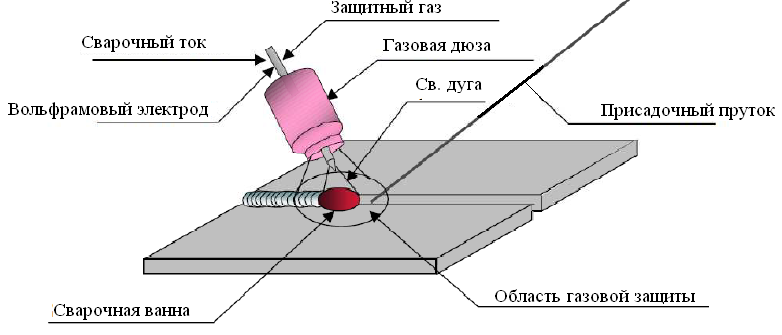 Защитный газ
Сварочный ток
Газовая дюза
Св. дуга
Вольфрамовый электрод
Присадочный пруток
Область газовой защиты
Сварочная ванна